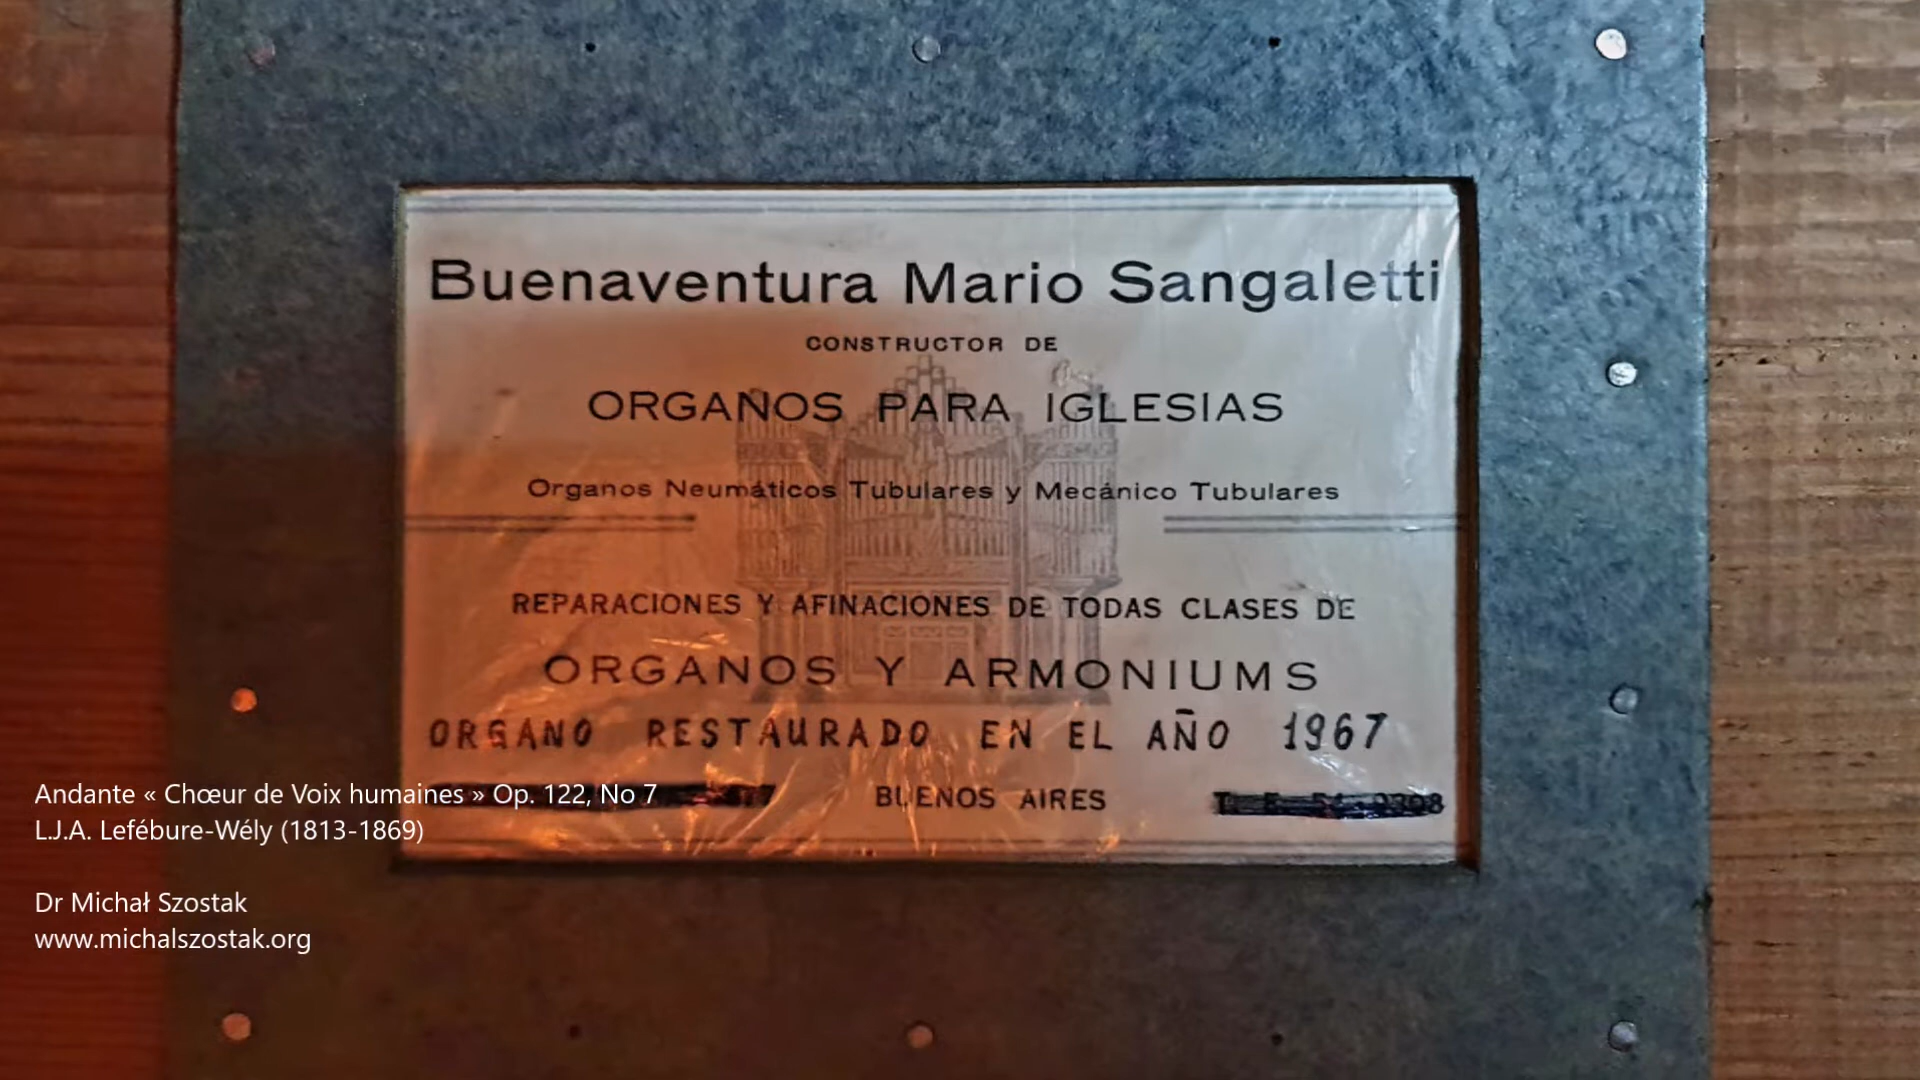 Buenaventura Mario Sangaletti
CONSTRUCTOR DE
ORGANOS PARA IGLESIAS
Organos Neumáticos Tubulares y Mecánico Tubulares
REPARACIONES Y AFINACIONES DE TODAS CLASES DE
ORGANOS Y ARMONIUMS
ORGANO RESTAURADO EN EL AÑO 1967
BUENOS AIRES
Andante « Chœur de Voix humaines » Op. 122, No 7
L.J.A. Lefébure-Wély (1813-1869)
Dr Michał Szostak
www.michalszostak.org